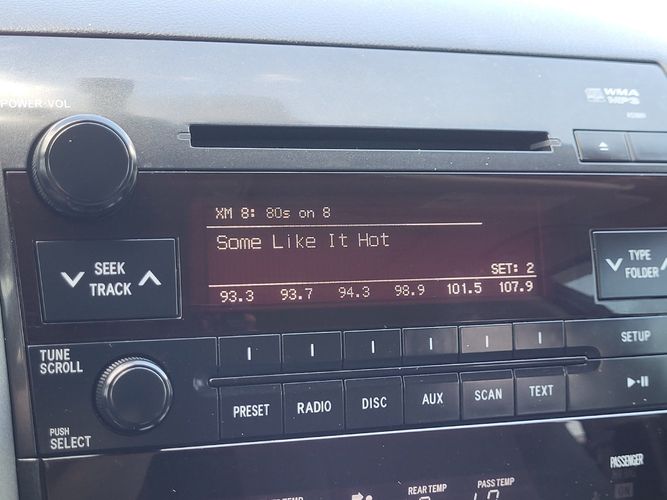 POWER·VOL
WMA
MP3
XM 8: 80s on 8
Some Like It Hot
SET: 2
93.3 93.7 94.3 98.9 101.5 107.9
SEEK
TRACK
TYPE
FOLDER
TUNE
SCROLL
SETUP
PRESET RADIO DISC AUX SCAN TEXT
PUSH
SELECT
PASSENGER
REAR TEMP PASS TEMP